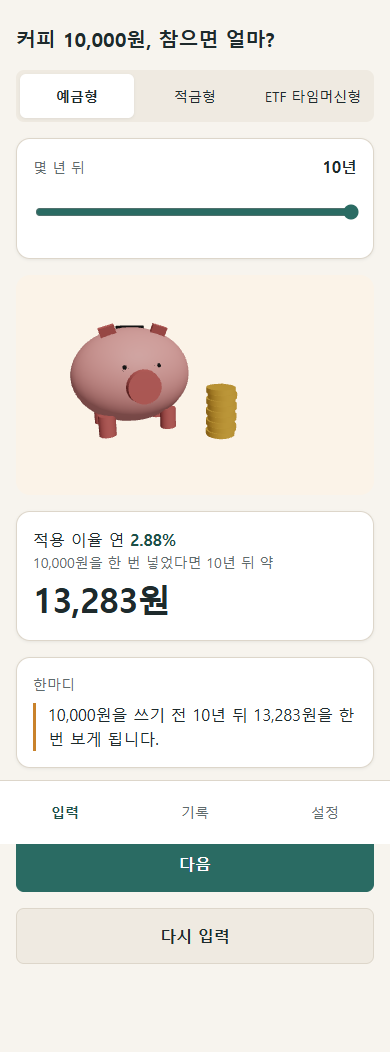 커피 10,000원, 참으면 얼마?
예금형 적금형 ETF 타임머신형
몇 년 뒤 10년
적용 이율 연 2.88%
10,000원을 한 번 넣었다면 10년 뒤 약
13,283원
한마디
10,000원을 쓰기 전 10년 뒤 13,283원을 한
번 보게 됩니다.
입력 기록 설정
다음
다시 입력